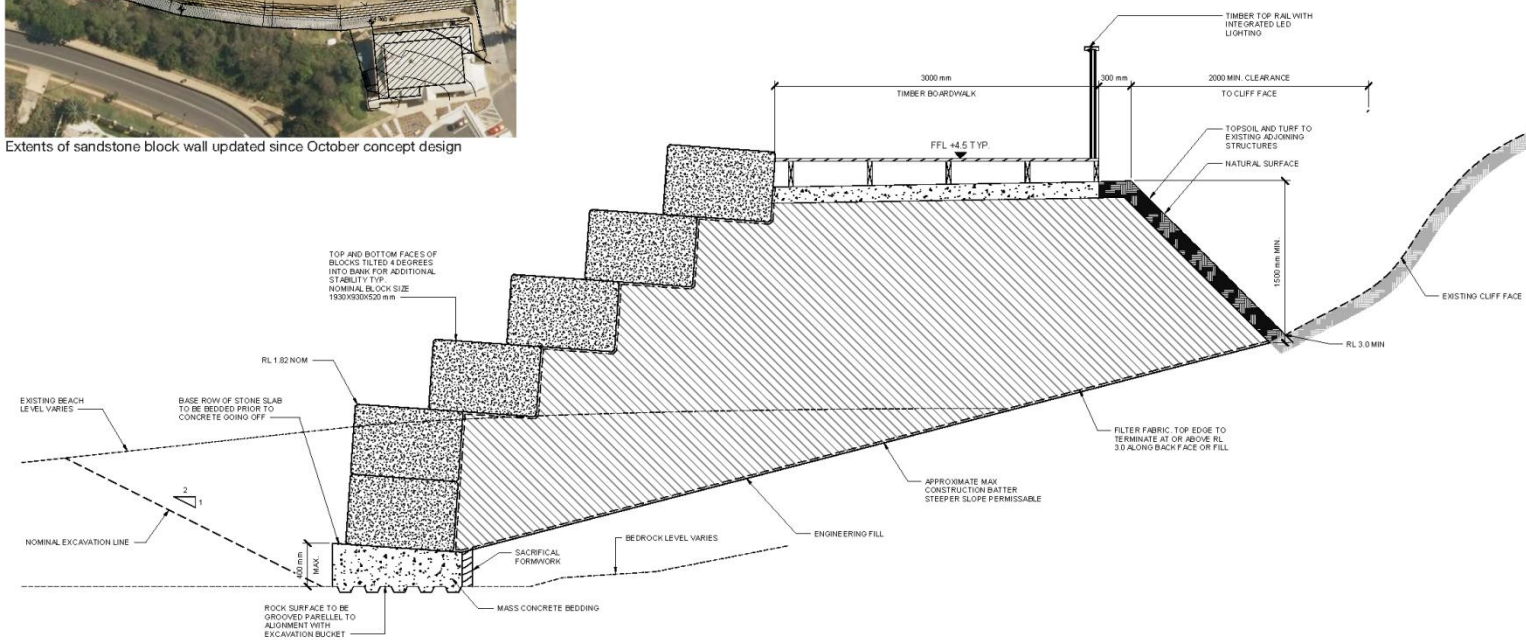 Extents of sandstone block wall updated since October concept design
TIMBER TOP RAIL WITH
INTEGRATED LED
LIGHTING
3000 mm
TIMBER BOARDWALK
300 mm
2000 MIN. CLEARANCE
TO CLIFF FACE
FFL +4.5 TYP.
TOPSOIL AND TURF TO
EXISTING ADJOINING
STRUCTURES
NATURAL SURFACE
TOP AND BOTTOM FACES OF
BLOCKS TILTED 4 DEGREES
INTO BANK FOR ADDITIONAL
STABILITY TYP.
NOMINAL BLOCK SIZE
1930X930X520 mm
1500 mm MIN.
EXISTING CLIFF FACE
RL 3.0 MIN
RL 1.82 NOM
EXISTING BEACH
LEVEL VARIES
BASE ROW OF STONE SLAB
TO BE BEDDED PRIOR TO
CONCRETE GOING OFF
FILTER FABRIC. TOP EDGE TO
TERMINATE AT OR ABOVE RL
3.0 ALONG BACK FACE OR FILL
APPROXIMATE MAX
CONSTRUCTION BATTER
STEEPER SLOPE PERMISSABLE
2
1
NOMINAL EXCAVATION LINE
ENGINEERING FILL
BEDROCK LEVEL VARIES
SACRIFICAL
FORMWORK
400 mm
MAX.
MASS CONCRETE BEDDING
ROCK SURFACE TO BE
GROOVED PARELLEL TO
ALIGNMENT WITH
EXCAVATION BUCKET